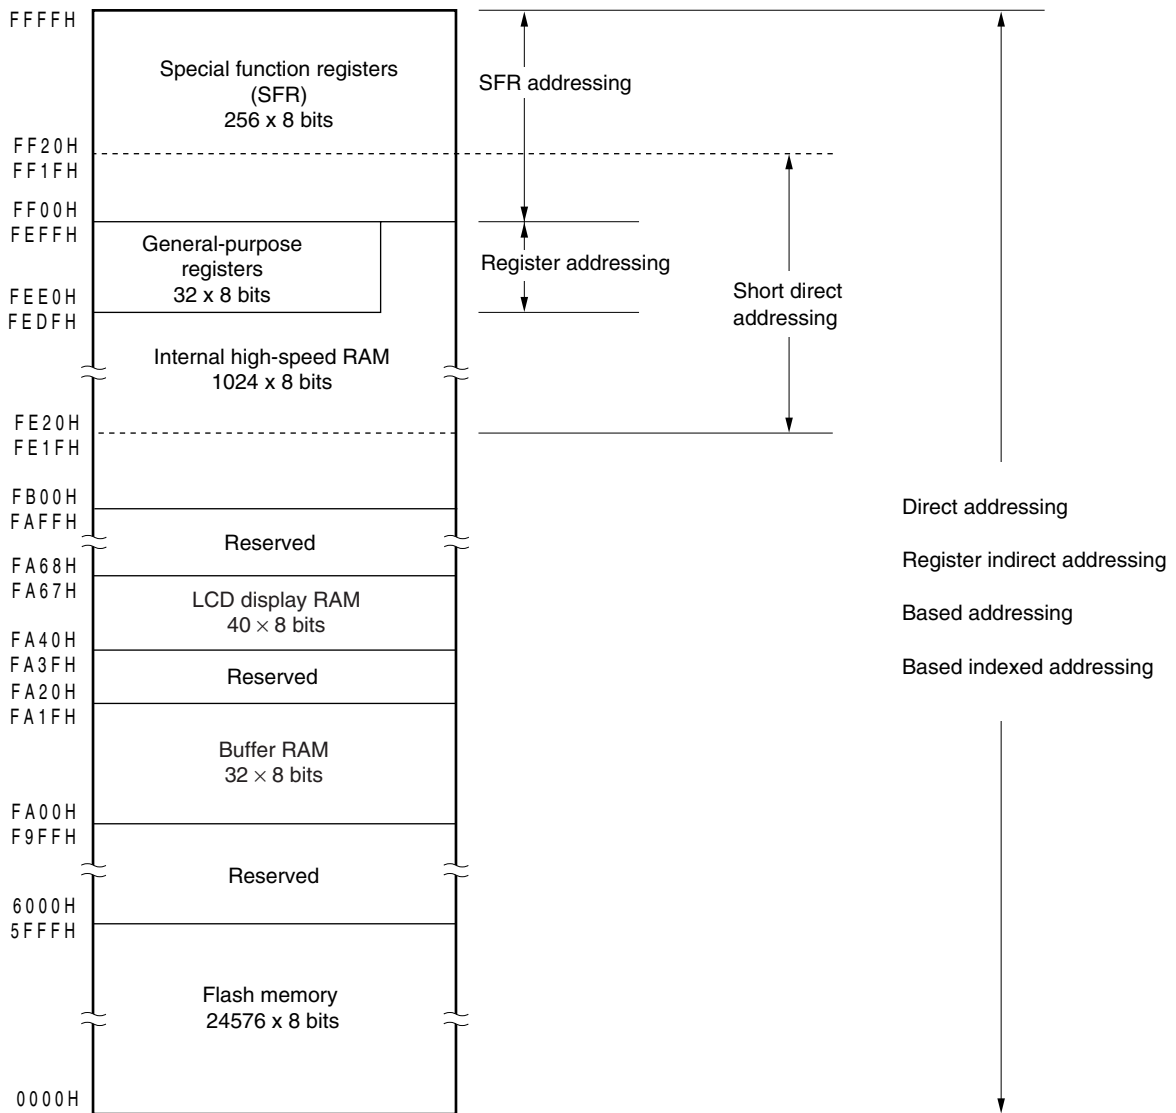 FFFFH
Special function registers
(SFR)
256 x 8 bits
SFR addressing
FF20H
FF1FH
FF00H
FEFFH
General-purpose
registers
32 x 8 bits
Register addressing
FEE0H
FEDFH
Short direct
addressing
Internal high-speed RAM
1024 x 8 bits
FE20H
FE1FH
FB00H
FAFFH
Reserved
FA68H
FA67H
LCD display RAM
40 × 8 bits
FA40H
FA3FH
Reserved
FA20H
FA1FH
Buffer RAM
32 × 8 bits
FA00H
F9FFH
Reserved
6000H
5FFFH
Flash memory
24576 x 8 bits
0000H
Direct addressing
Register indirect addressing
Based addressing
Based indexed addressing